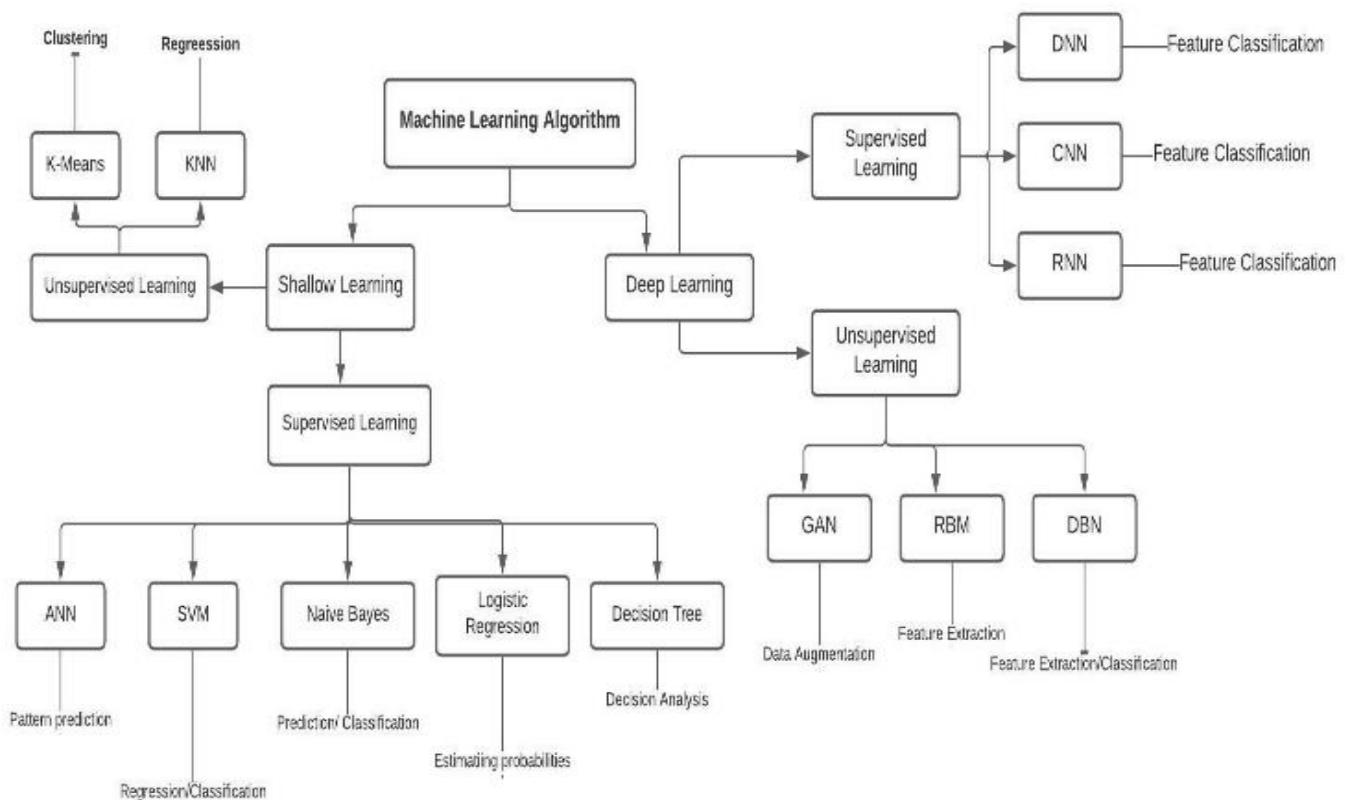 Clustering
Regreession
Machine Learning Algorithm
K-Means
KNN
Unsupervised Learning
Shallow Learning
Deep Learning
Supervised
Learning
DNN
Feature Classification
CNN
Feature Classification
RNN
Feature Classification
Unsupervised
Learning
Supervised Learning
GAN
RBM
DBN
Data Augmentation
Feature Extraction
Feature Extraction/Classification
ANN
SVM
Naive Bayes
Logistic
Regression
Decision Tree
Pattern prediction
Regression/Classification
Prediction/ Classification
Estimatiing probabilities
Decision Analysis